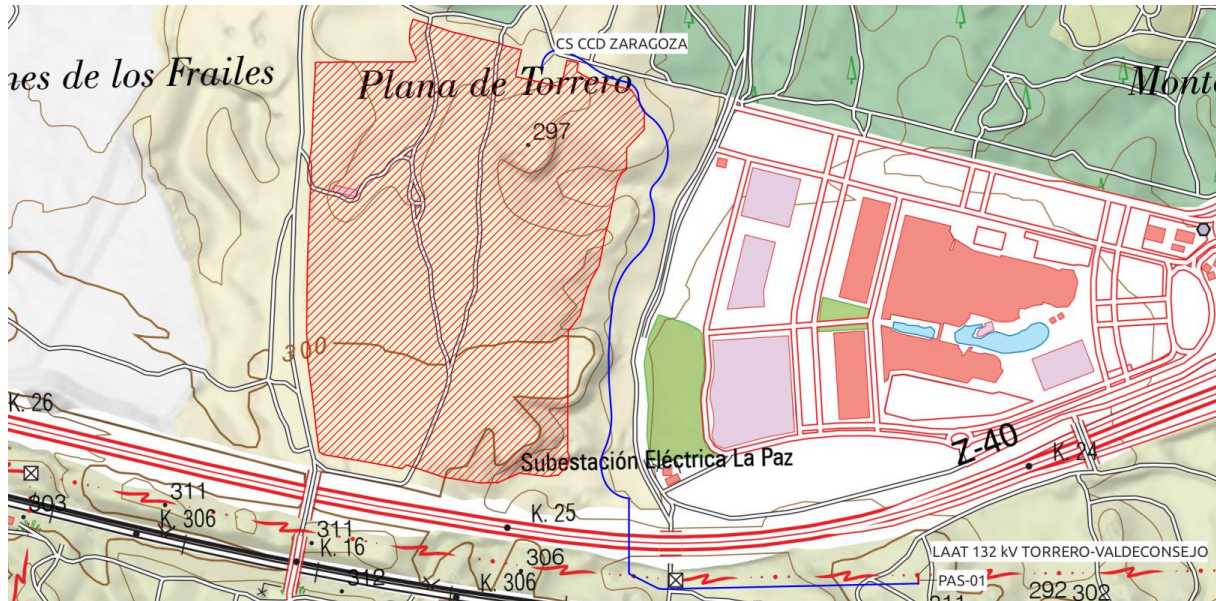 CS CCD ZARAGOZA
nes de los Frailes
Plana de Torrero
Monte
297
300
K. 26
Subestación Eléctrica La Paz
Z-40
K. 24
311
303
K. 306
K. 25
311
K. 16
306
LAAT 132 kV TORRERO-VALDECONSEJO
312
K. 306
PAS-01
311
292
302